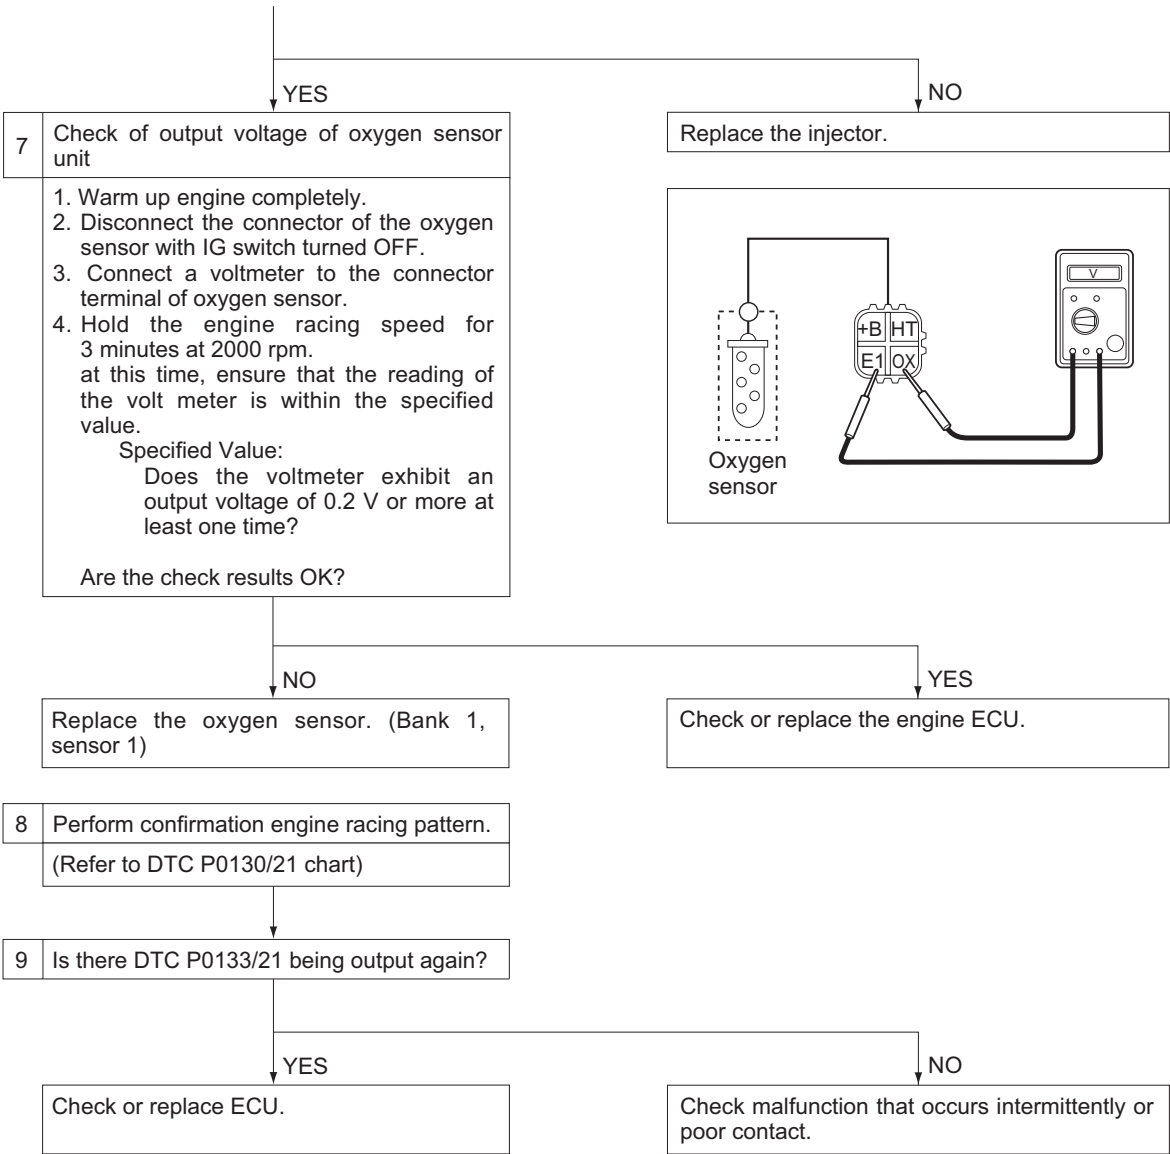 YES
NO
7
Check of output voltage of oxygen sensor
unit
Replace the injector.
1. Warm up engine completely.
2. Disconnect the connector of the oxygen
sensor with IG switch turned OFF.
3. Connect a voltmeter to the connector
terminal of oxygen sensor.
4. Hold the engine racing speed for
3 minutes at 2000 rpm.
at this time, ensure that the reading of
the volt meter is within the specified
value.
Specified Value:
Does the voltmeter exhibit an
output voltage of 0.2 V or more at
least one time?
Are the check results OK?
V
+B HT
E1 OX
Oxygen
sensor
NO
YES
Replace the oxygen sensor. (Bank 1,
sensor 1)
Check or replace the engine ECU.
8
Perform confirmation engine racing pattern.
(Refer to DTC P0130/21 chart)
9
Is there DTC P0133/21 being output again?
YES
NO
Check or replace ECU.
Check malfunction that occurs intermittently or
poor contact.